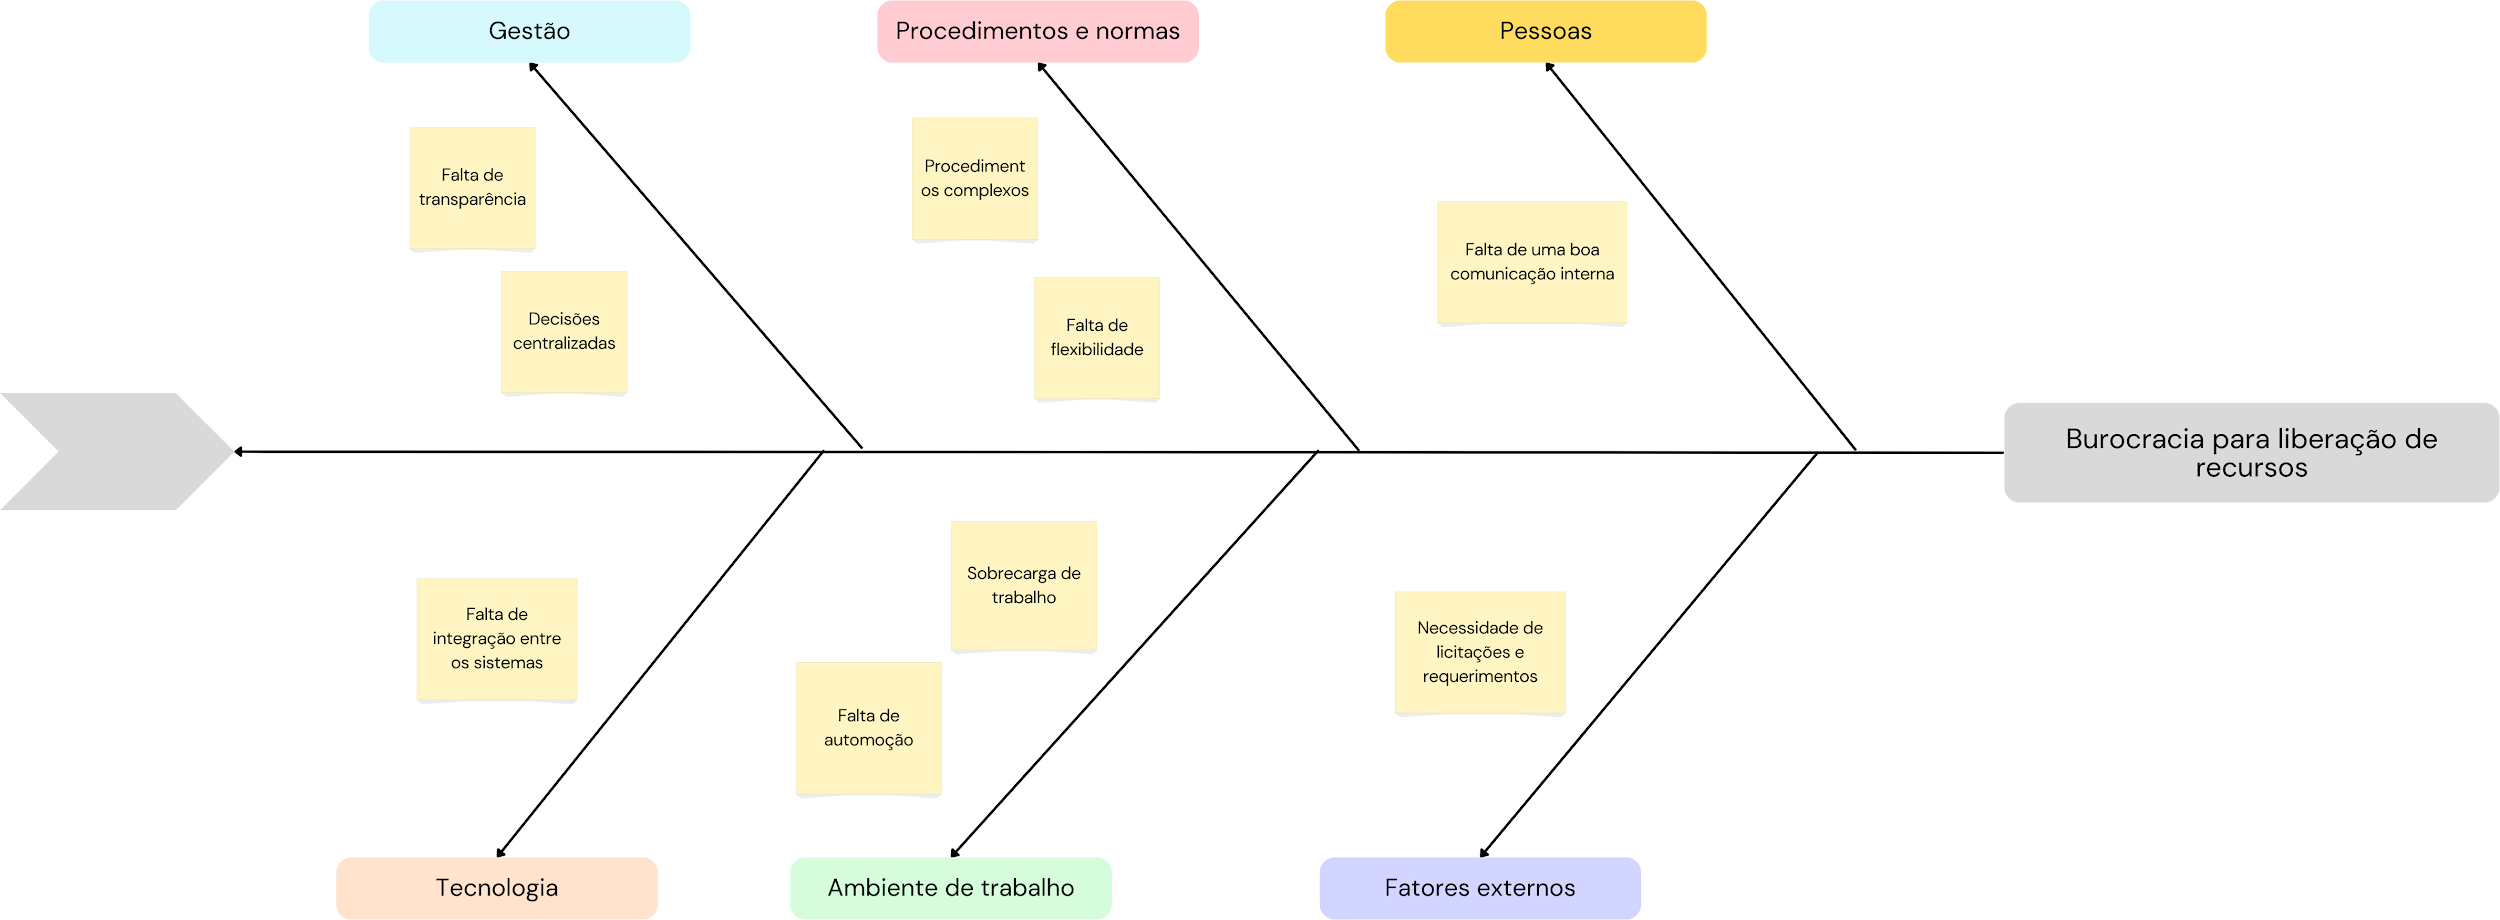 Gestão
Procedimentos e normas
Pessoas
Falta de
transparência
Procediment
os complexos
Falta de uma boa
comunicação interna
Decisões
centralizadas
Falta de
flexibilidade
Burocracia para liberação de
recursos
Sobrecarga de
trabalho
Falta de
integração entre
os sistemas
Necessidade de
licitações e
requerimentos
Falta de
automoção
Tecnologia
Ambiente de trabalho
Fatores externos